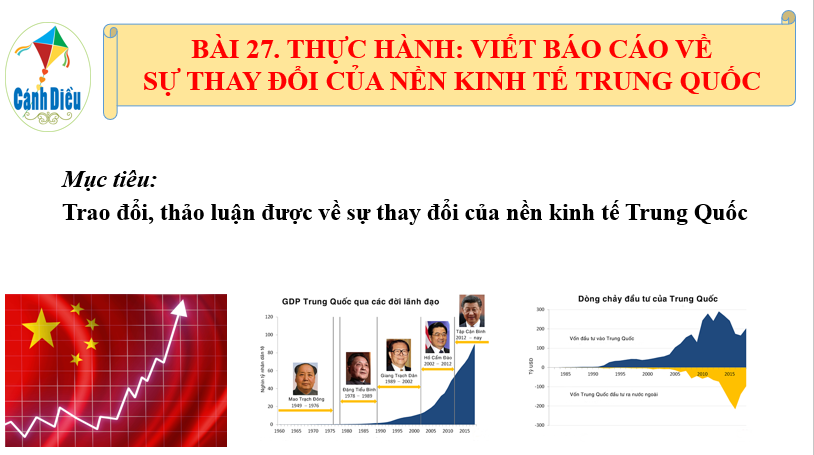 Cánh Diều
BÀI 27. THỰC HÀNH: VIẾT BÁO CÁO VỀ
SỰ THAY ĐỔI CỦA NỀN KINH TẾ TRUNG QUỐC
Mục tiêu:
Trao đổi, thảo luận được về sự thay đổi của nền kinh tế Trung Quốc
GDP Trung Quốc qua các đời lãnh đạo
120
100
80
60
40
20
0
Nghìn tỷ nhân dân tệ
Mao Trạch Đông
1949 – 1976
Đặng Tiểu Bình
1978 – 1989
Giang Trạch Dân
1989 – 2002
Hồ Cẩm Đào
2002 – 2012
Tập Cận Bình
2012 - nay
1960 1965 1970 1975 1980 1985 1990 1995 2000 2005 2010 2015
Dòng chảy đầu tư của Trung Quốc
300
200
100
0
-100
-200
-300
Tỷ USD
Vốn đầu tư vào Trung Quốc
1985 1990 1995 2000 2005 2010 2015
Vốn Trung Quốc đầu tư ra nước ngoài